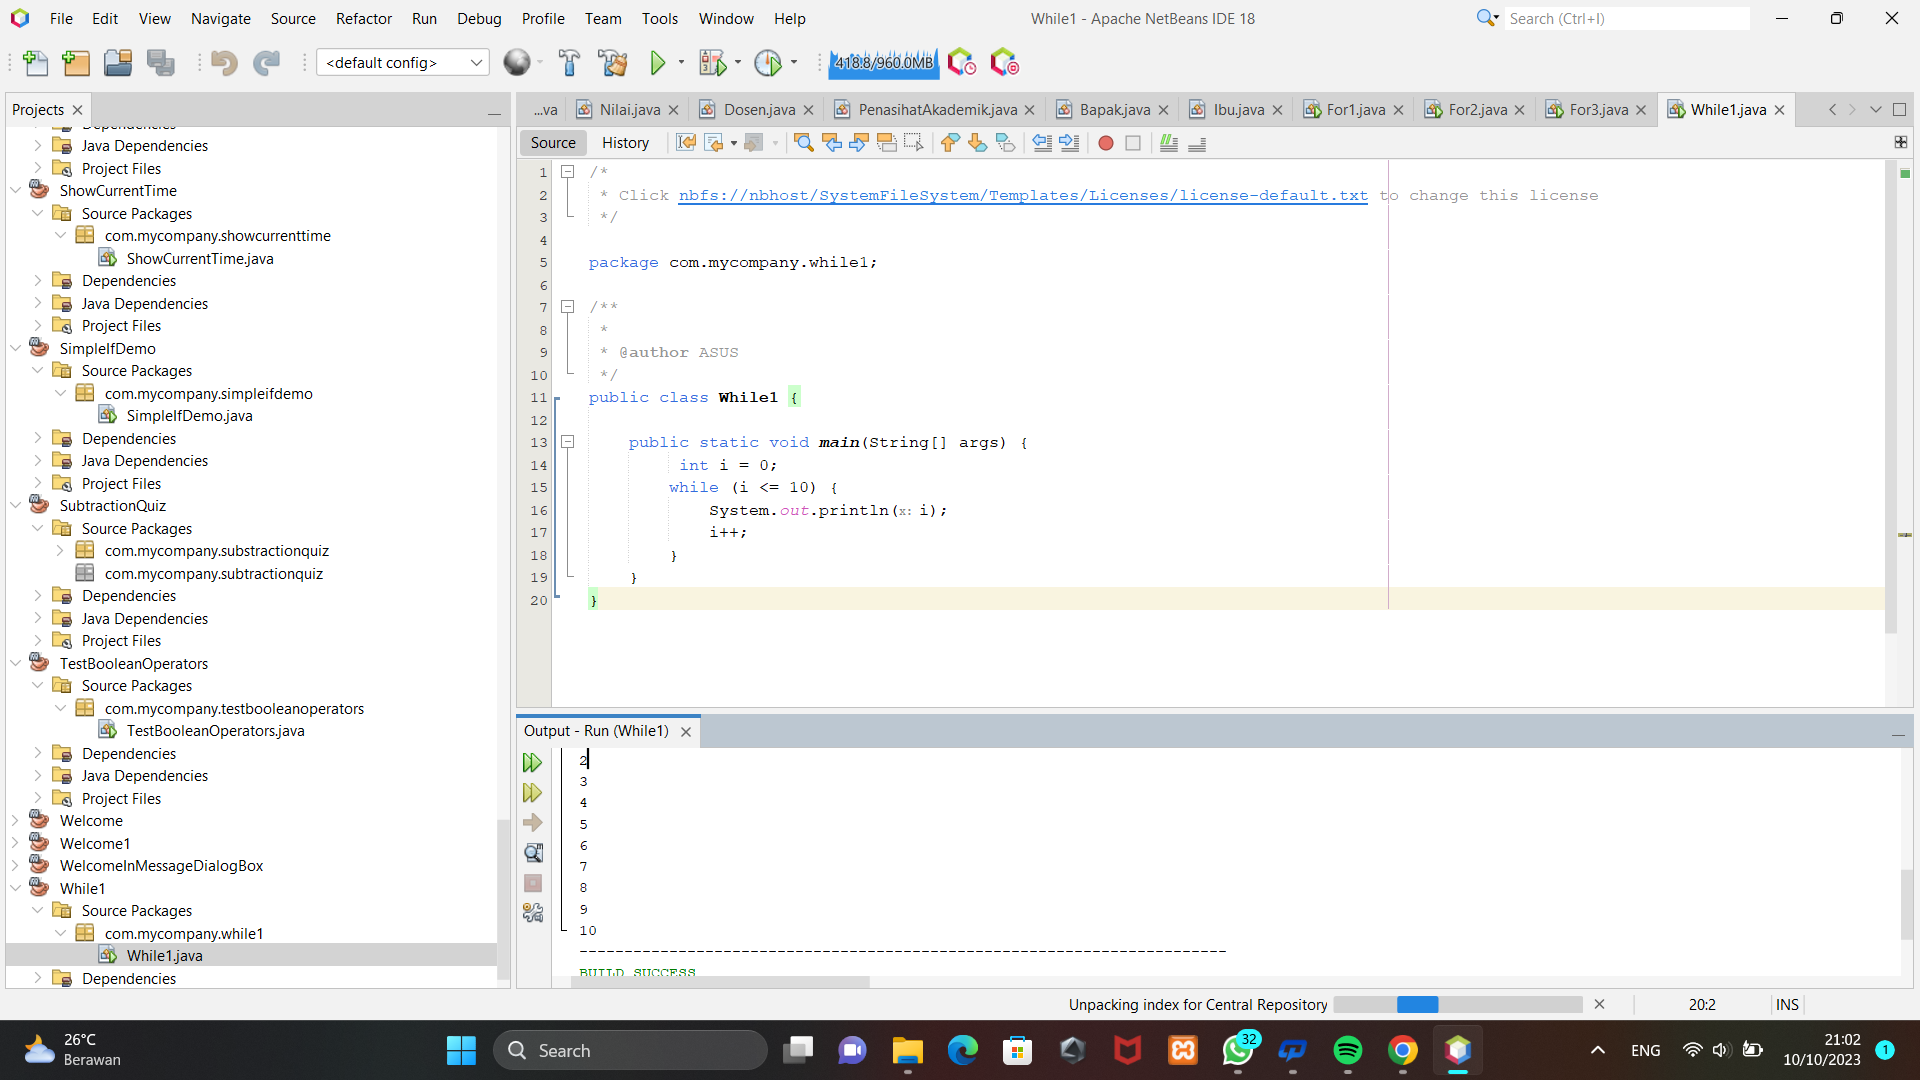 File Edit View Navigate Source Refactor Run Debug Profile Team Tools Window Help
While1 - Apache NetBeans IDE 18
Search (Ctrl+I)
<default config>
418.8/960.0MB
Projects
Dependencies
Java Dependencies
Project Files
ShowCurrentTime
Source Packages
com.mycompany.showcurrenttime
ShowCurrentTime.java
Dependencies
Java Dependencies
Project Files
SimpleIfDemo
Source Packages
com.mycompany.simpleifdemo
SimpleIfDemo.java
Dependencies
Java Dependencies
Project Files
SubtractionQuiz
Source Packages
com.mycompany.substractionquiz
com.mycompany.subtractionquiz
Dependencies
Java Dependencies
Project Files
TestBooleanOperators
Source Packages
com.mycompany.testbooleanoperators
TestBooleanOperators.java
Dependencies
Java Dependencies
Project Files
Welcome
Welcome1
WelcomeInMessageDialogBox
While1
Source Packages
com.mycompany.while1
While1.java
Dependencies
...va Nilai.java Dosen.java PenasihatAkademik.java Bapak.java Ibu.java For1.java For2.java For3.java While1.java
Source History
1 /*
2 * Click nbfs://nbhost/SystemFileSystem/Templates/Licenses/license-default.txt to change this license
3 */
4
5 package com.mycompany.while1;
6
7 /**
8 *
9 * @author ASUS
10 */
11 public class While1 {
12
13 public static void main(String[] args) {
14 int i = 0;
15 while (i <= 10) {
16 System.out.println(x: i);
17 i++;
18 }
19 }
20 }
Output - Run (While1)
2
3
4
5
6
7
8
9
10
------------------------------------------------------------------------
BUILD SUCCESS
Unpacking index for Central Repository
20:2 INS
26°C
Berawan
Search
32
ENG
21:02
10/10/2023
1